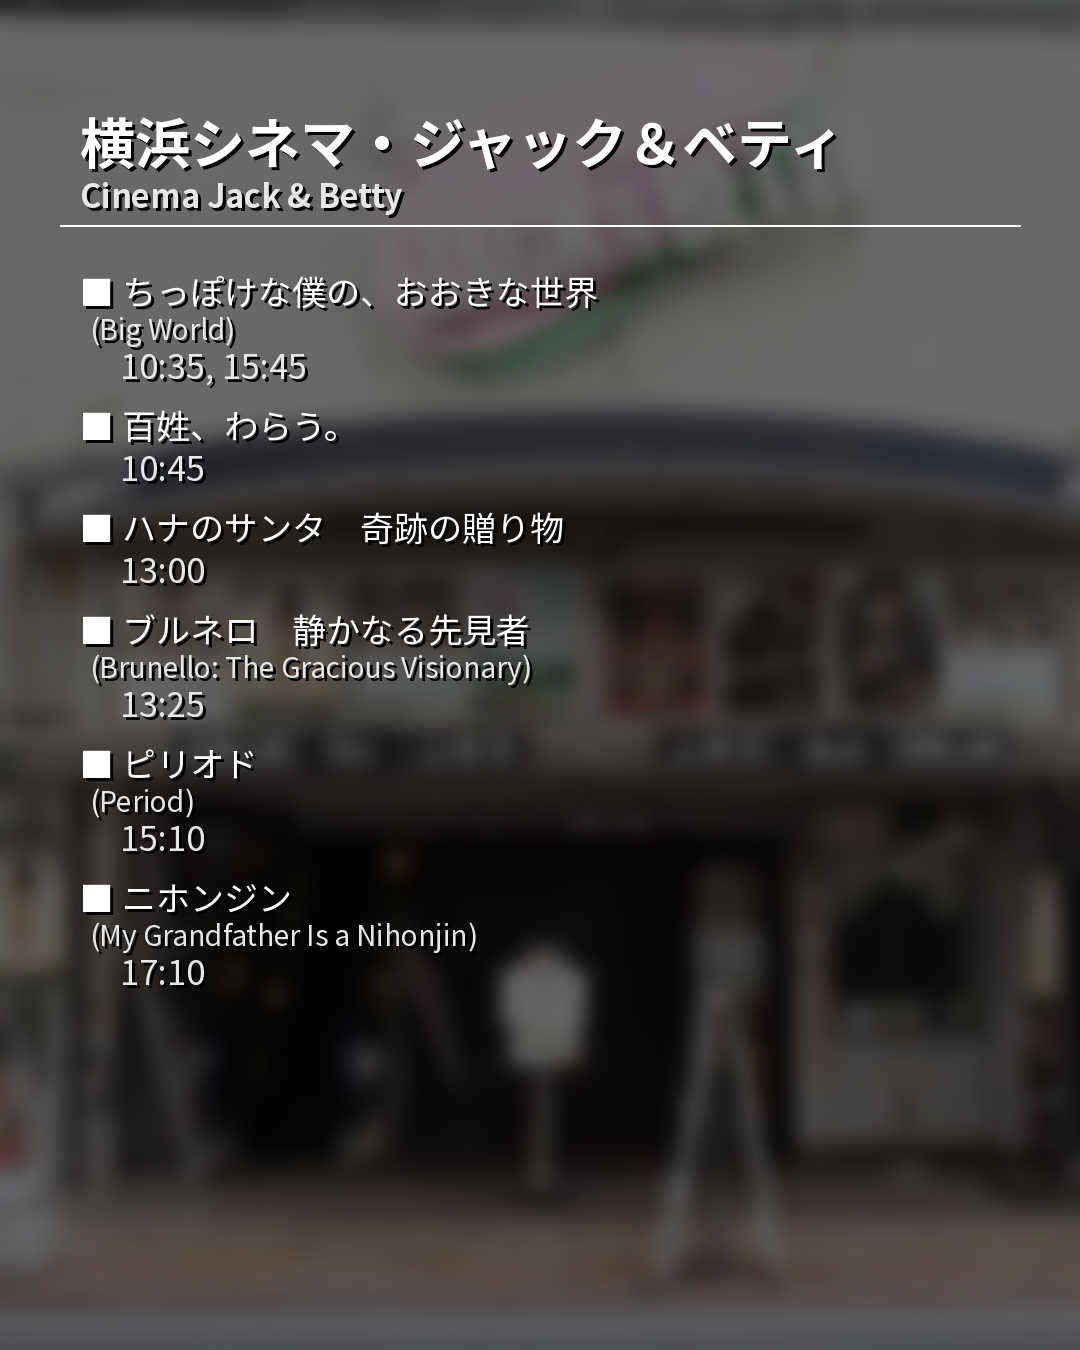 横浜シネマ・ジャック＆ベティ
Cinema Jack & Betty
■ ちっぽけな僕の、おおきな世界
(Big World)
10:35, 15:45
■ 百姓、わらう。
10:45
■ ハナのサンタ　奇跡の贈り物
13:00
■ ブルネロ　静かなる先見者
(Brunello: The Gracious Visionary)
13:25
■ ピリオド
(Period)
15:10
■ ニホンジン
(My Grandfather Is a Nihonjin)
17:10